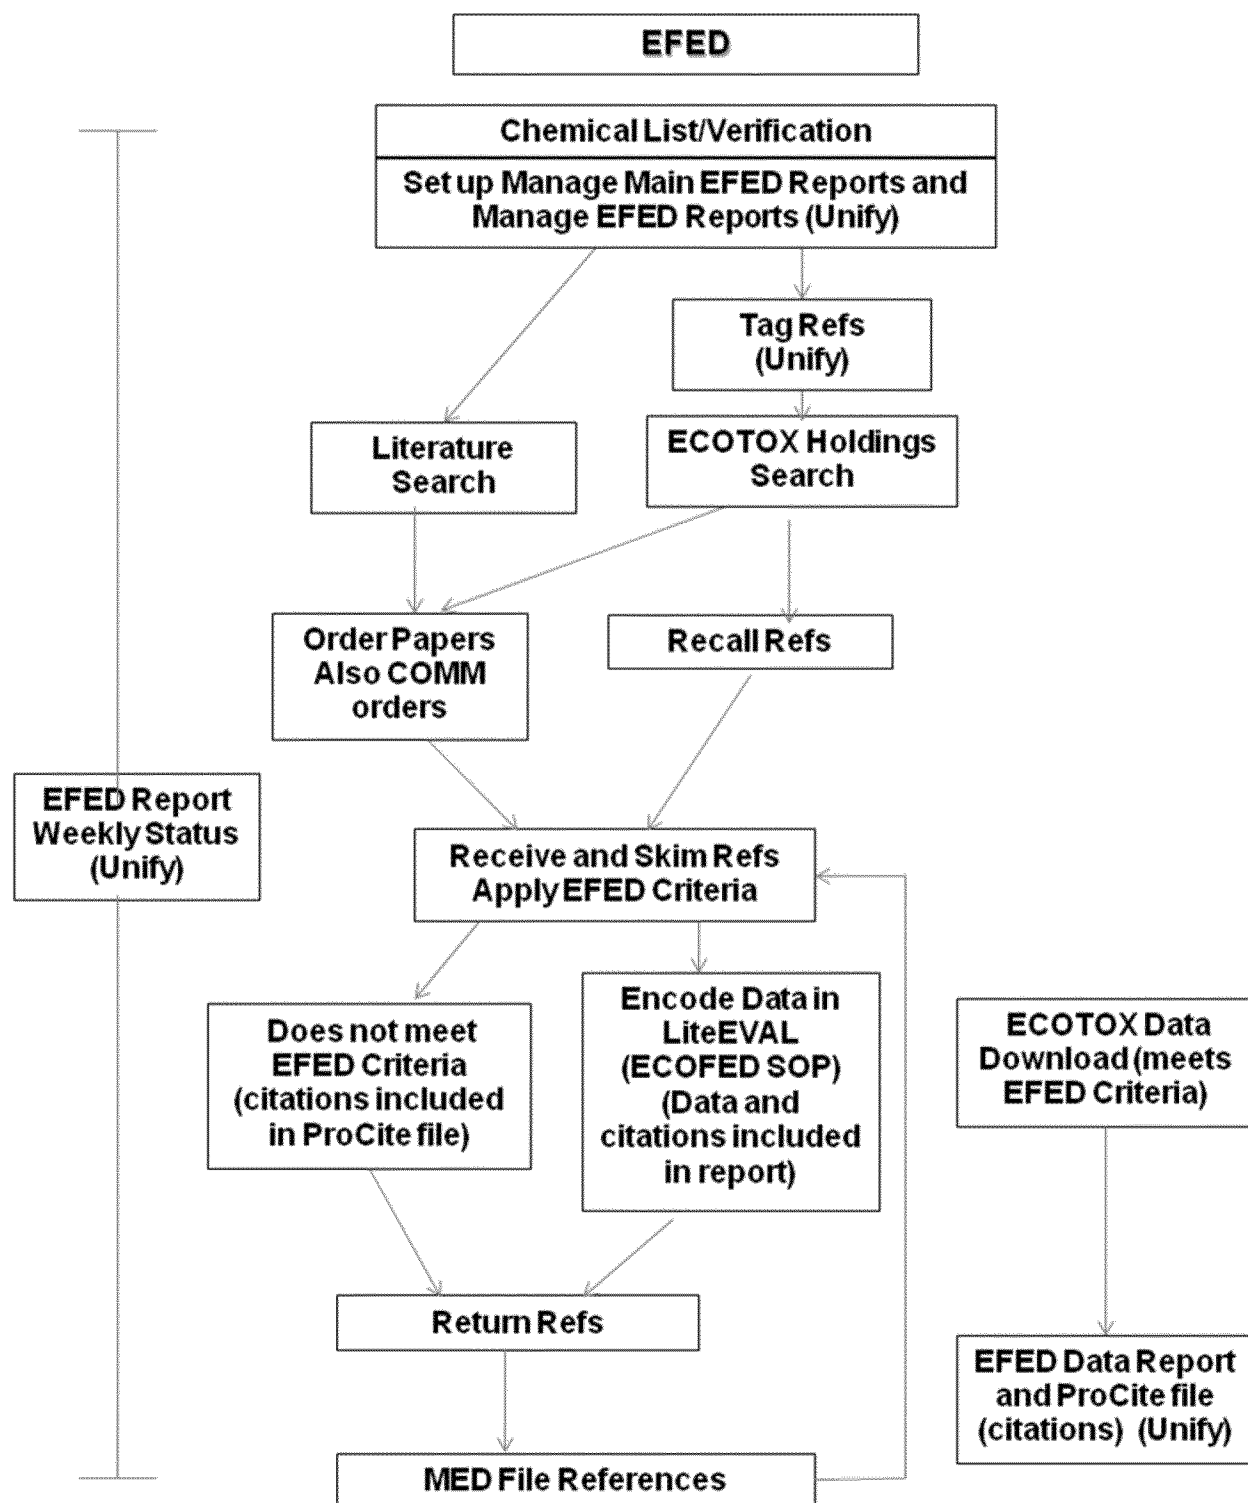 EFED
Chemical List/Verification
Set up Manage Main EFED Reports and
Manage EFED Reports (Unify)
Tag Refs
(Unify)
Literature
Search
ECOTOX Holdings
Search
Order Papers
Also COMM
orders
Recall Refs
EFED Report
Weekly Status
(Unify)
Receive and Skim Refs
Apply EFED Criteria
Does not meet
EFED Criteria
(citations included
in ProCite file)
Encode Data in
LiteEVAL
(ECOFED SOP)
(Data and
citations included
in report)
ECOTOX Data
Download (meets
EFED Criteria)
Return Refs
EFED Data Report
and ProCite file
(citations) (Unify)
MED File References